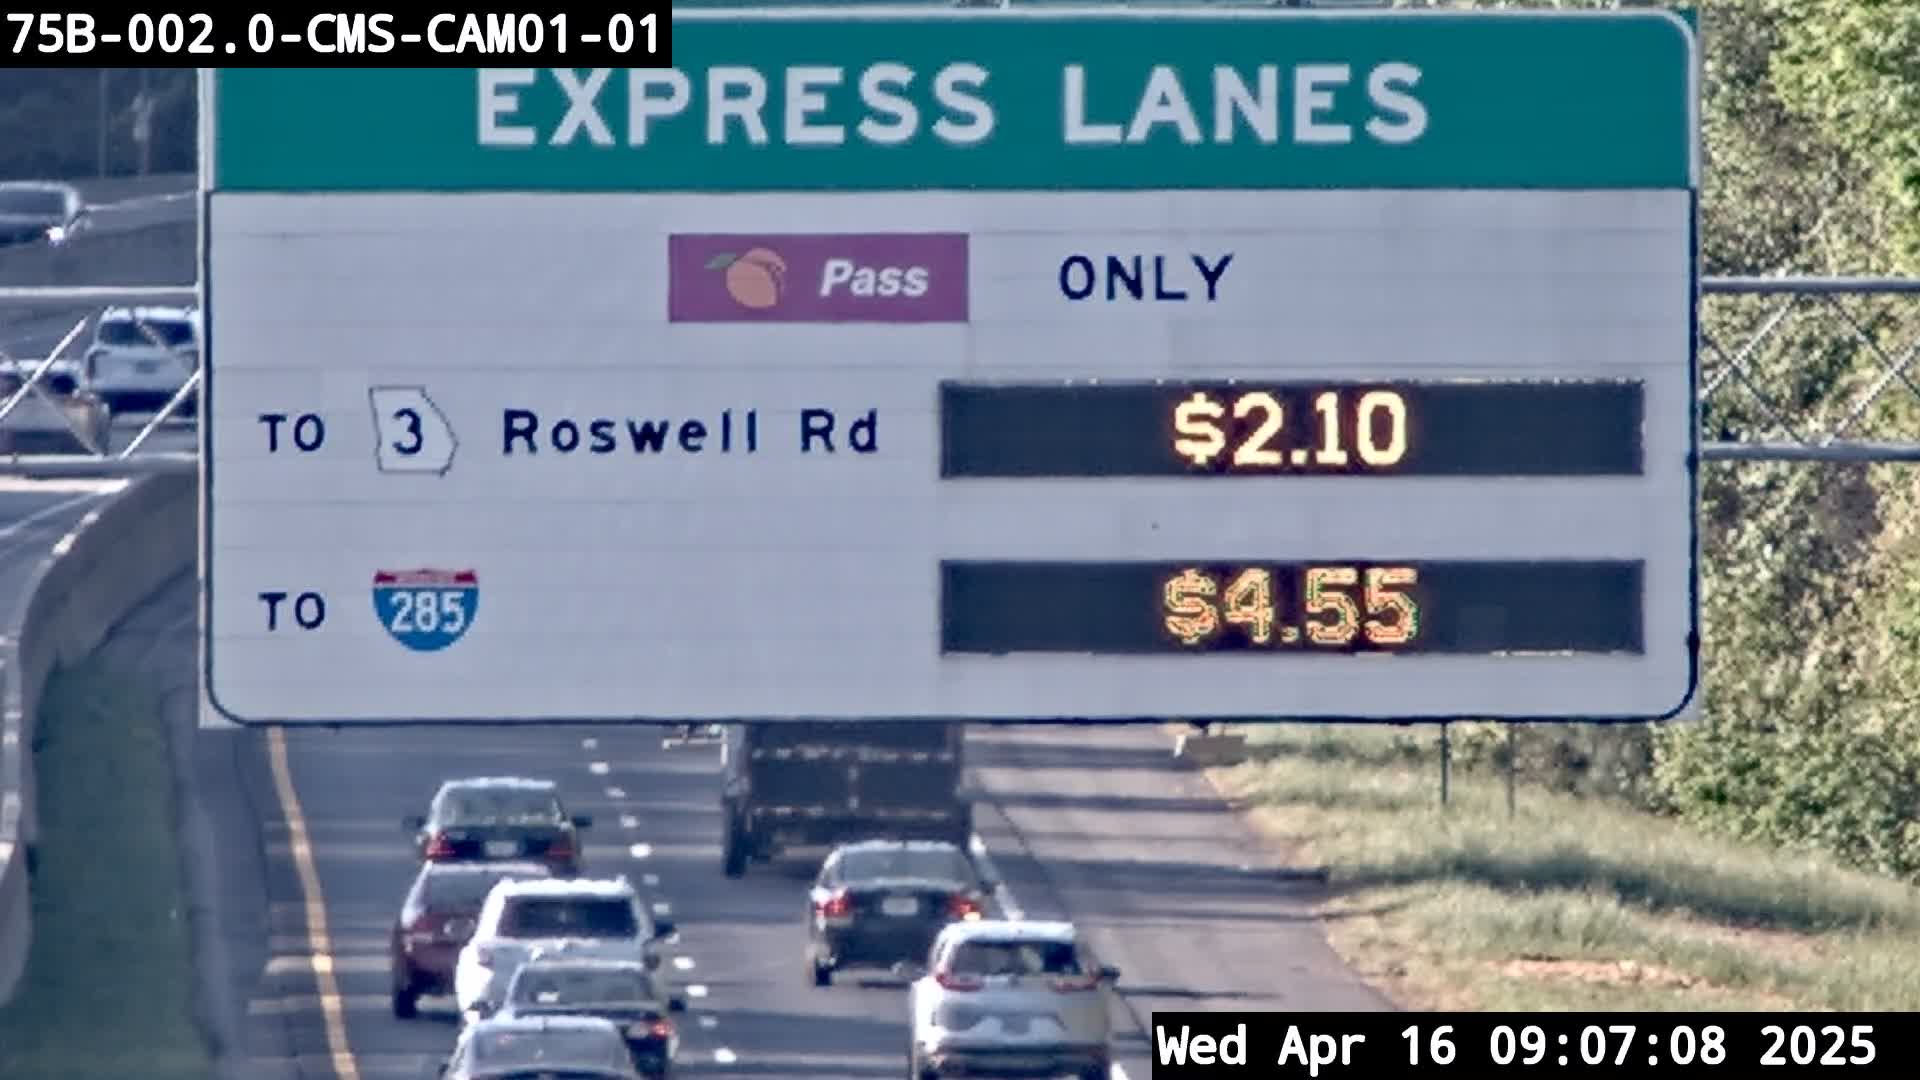 75B-002.0-CMS-CAM01-01
EXPRESS LANES
Pass ONLY
TO 3 Roswell Rd $2.10
TO 285 $4.55
Wed Apr 16 09:07:08 2025